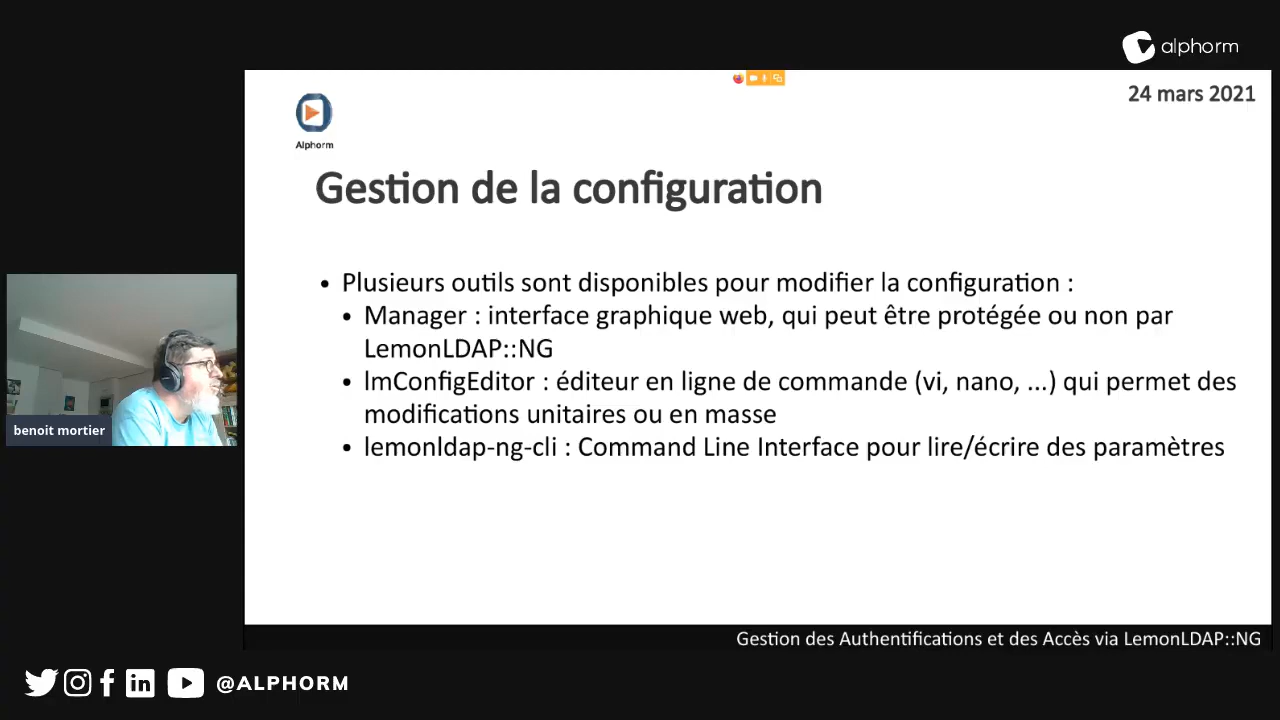 alphorm
24 mars 2021
Alphorm
Gestion de la configuration
• Plusieurs outils sont disponibles pour modifier la configuration :
• Manager : interface graphique web, qui peut être protégée ou non par
LemonLDAP::NG
• lmConfigEditor : éditeur en ligne de commande (vi, nano, ...) qui permet des
modifications unitaires ou en masse
• lemonldap-ng-cli : Command Line Interface pour lire/écrire des paramètres
benoit mortier
Gestion des Authentifications et des Accès via LemonLDAP::NG
@ALPHORM